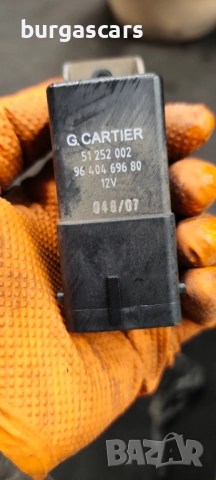 burgascars
G.CARTIER
51 252 002
96 404 696 80
12V
046/07
BAZAR